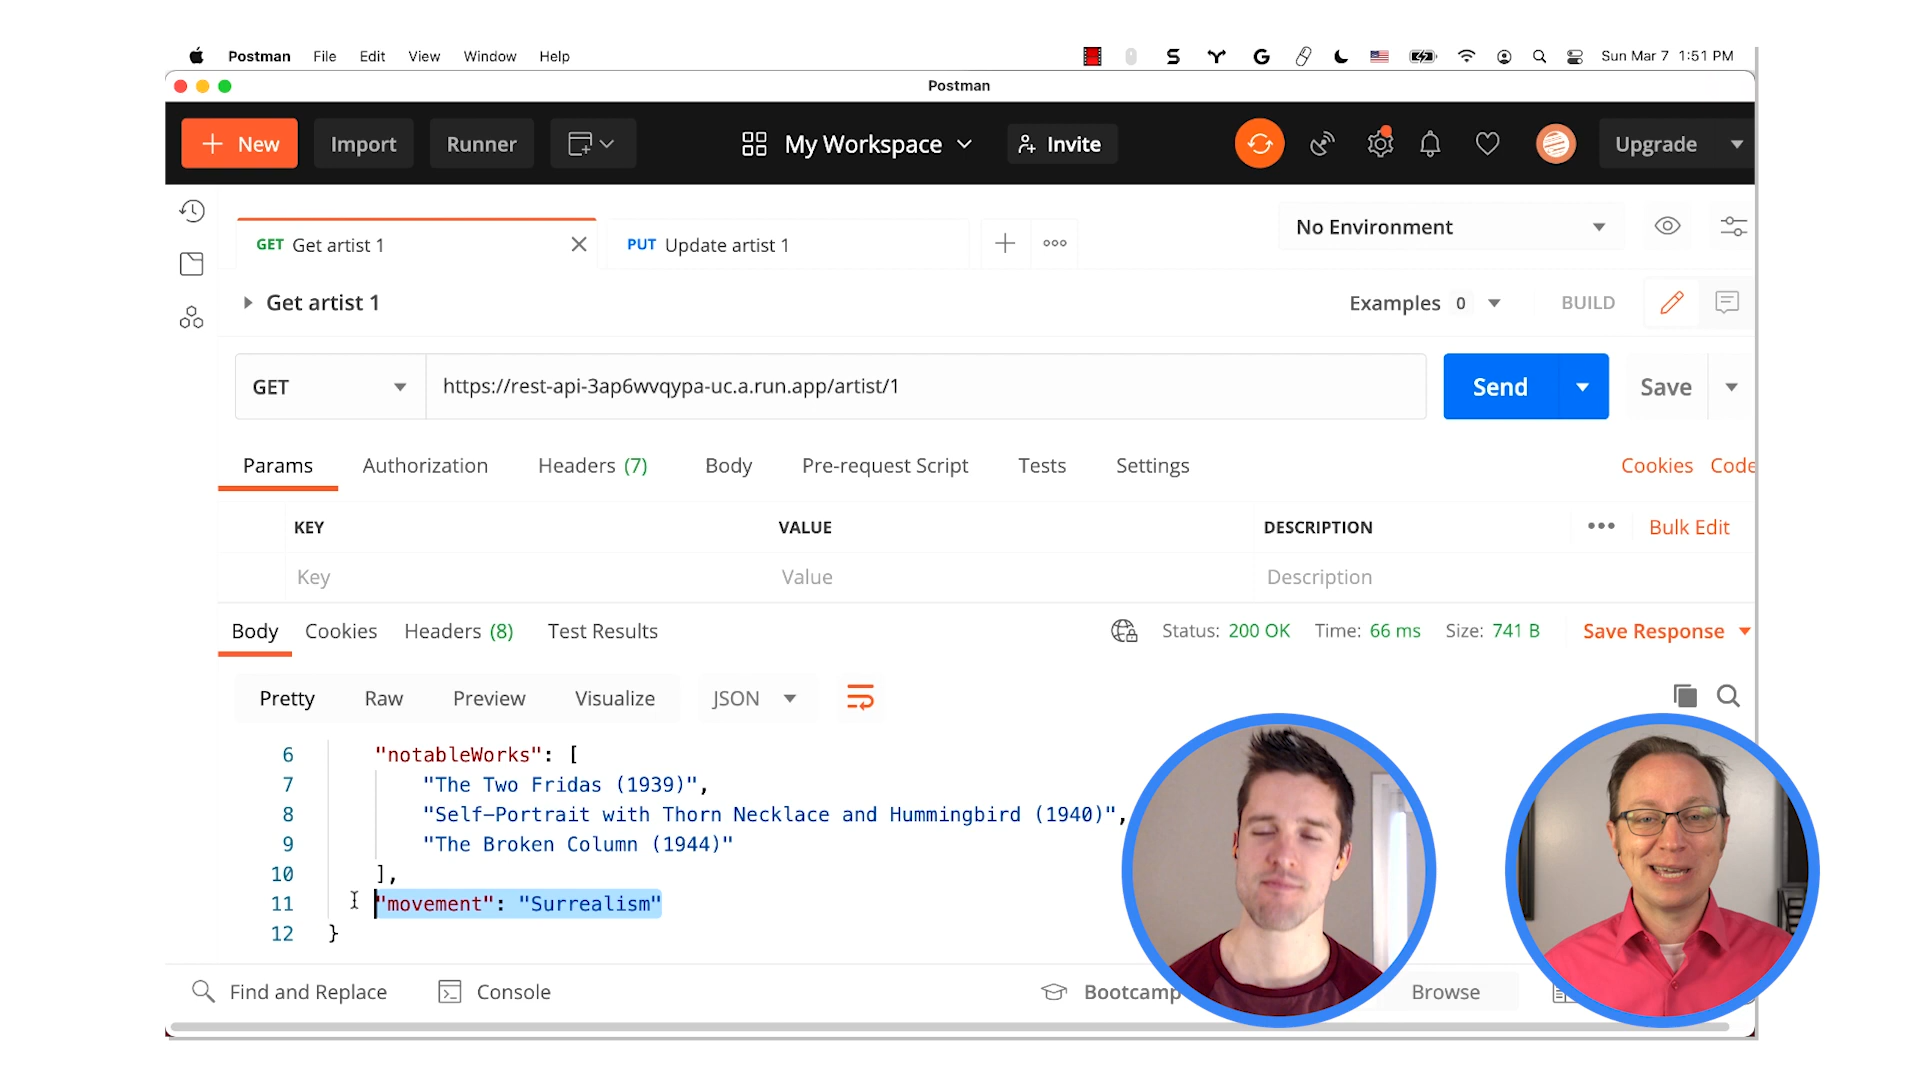 Postman File Edit View Window Help Sun Mar 7 1:51 PM
Postman
New Import Runner My Workspace Invite Upgrade
GET Get artist 1 PUT Update artist 1 No Environment
Get artist 1 Examples 0 BUILD
GET https://rest-api-3ap6wvqypa-uc.a.run.app/artist/1 Send Save
Params Authorization Headers (7) Body Pre-request Script Tests Settings Cookies Code
KEY VALUE DESCRIPTION Bulk Edit
Key Value Description
Body Cookies Headers (8) Test Results Status: 200 OK Time: 66 ms Size: 741 B Save Response
Pretty Raw Preview Visualize JSON
6 "notableWorks": [
7 "The Two Fridas (1939)",
8 "Self-Portrait with Thorn Necklace and Hummingbird (1940)",
9 "The Broken Column (1944)"
10 ],
11 "movement": "Surrealism"
12 }
Find and Replace Console Bootcamp Browse